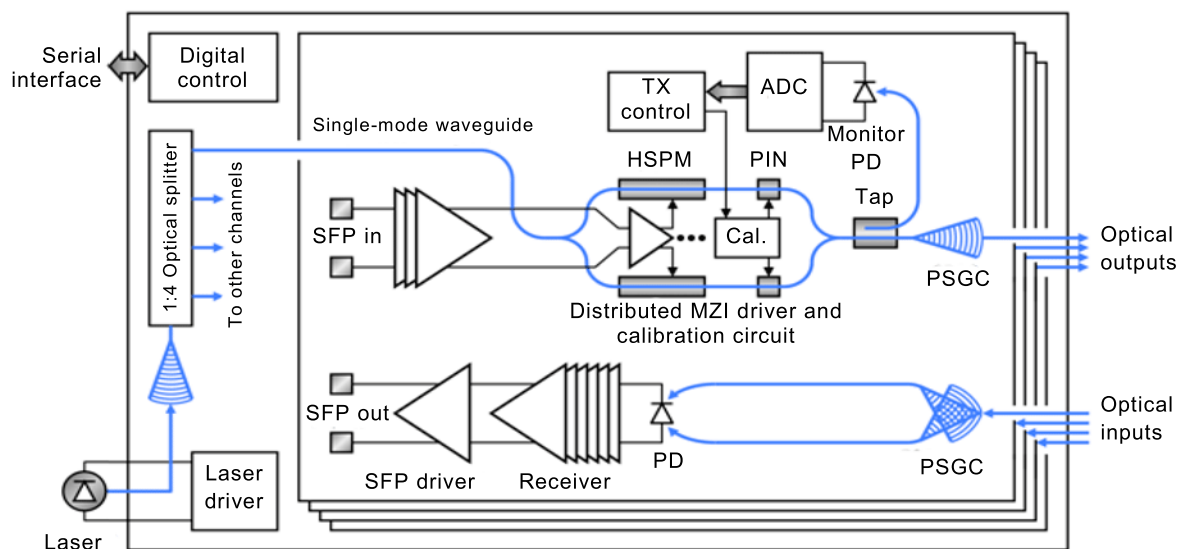 Serial
interface
Digital
control
Single-mode waveguide
TX
control
ADC
Monitor
PD
HSPM
PIN
Tap
1:4 Optical splitter
To other channels
SFP in
Cal.
PSGC
Optical
outputs
Distributed MZI driver and
calibration circuit
SFP out
SFP driver
Receiver
PD
PSGC
Optical
inputs
Laser
driver
Laser